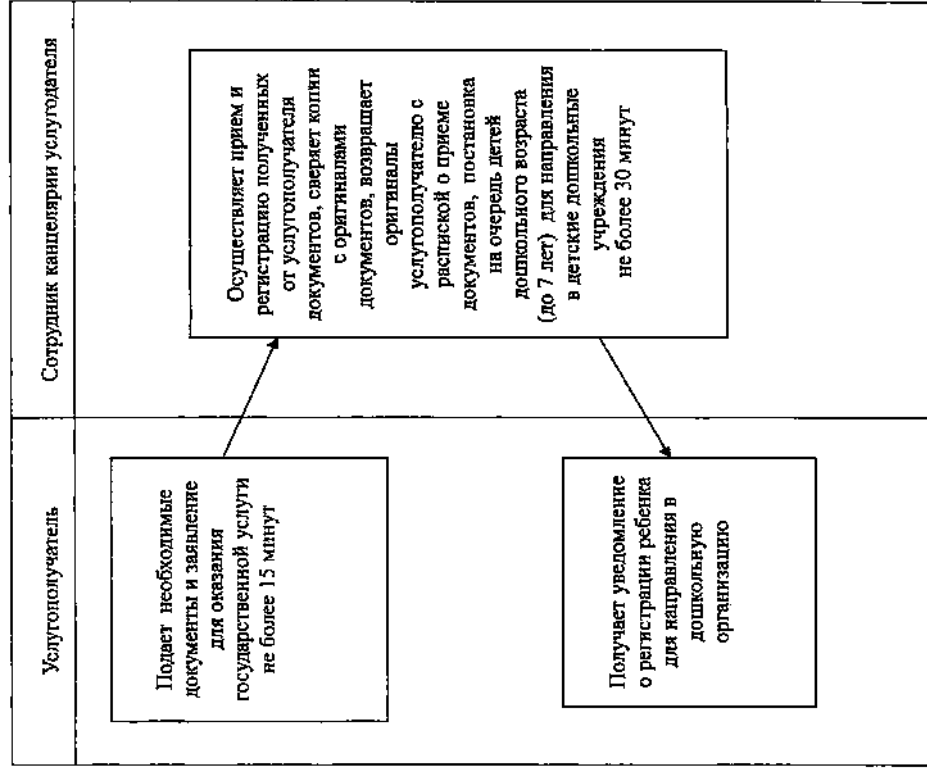 Услугополучатель
Сотрудник канцелярии услугодателя
Подает необходимые
документы и заявление
для оказания
государственной услуги
не более 15 минут
Осуществляет прием и
регистрацию полученных
от услугополучателя
документов, сверяет копии
с оригиналами
документов, возвращает
оригиналы
услугополучателю с
распиской о приеме
документов, постановка
на очередь детей
дошкольного возраста
(до 7 лет) для направления
в детские дошкольные
учреждения
не более 30 минут
Получает уведомление
о регистрации ребенка
для направления в
дошкольную
организацию